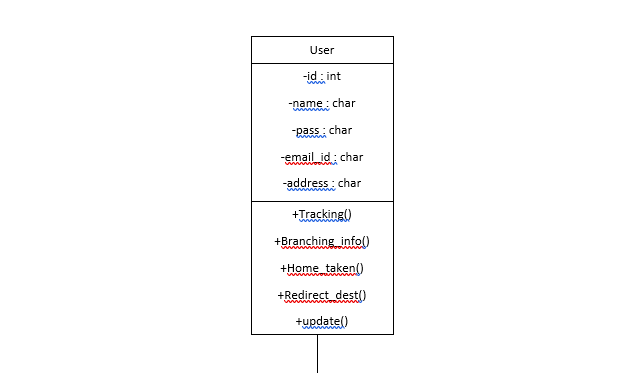 User
-id : int
-name : char
-pass : char
-email_id : char
-address : char
+Tracking()
+Branching_info()
+Home_taken()
+Redirect_dest()
+update()